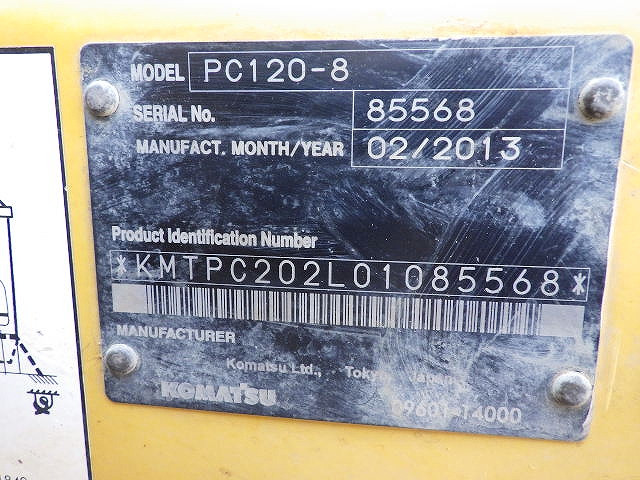 MODEL PC120-8
SERIAL No. 85568
MANUFACT. MONTH/YEAR 02/2013
Product Identification Number
*KMTPC202L01085568*
MANUFACTURER
Komatsu Ltd., Tokyo Japan
KOMATSU
09601-14000